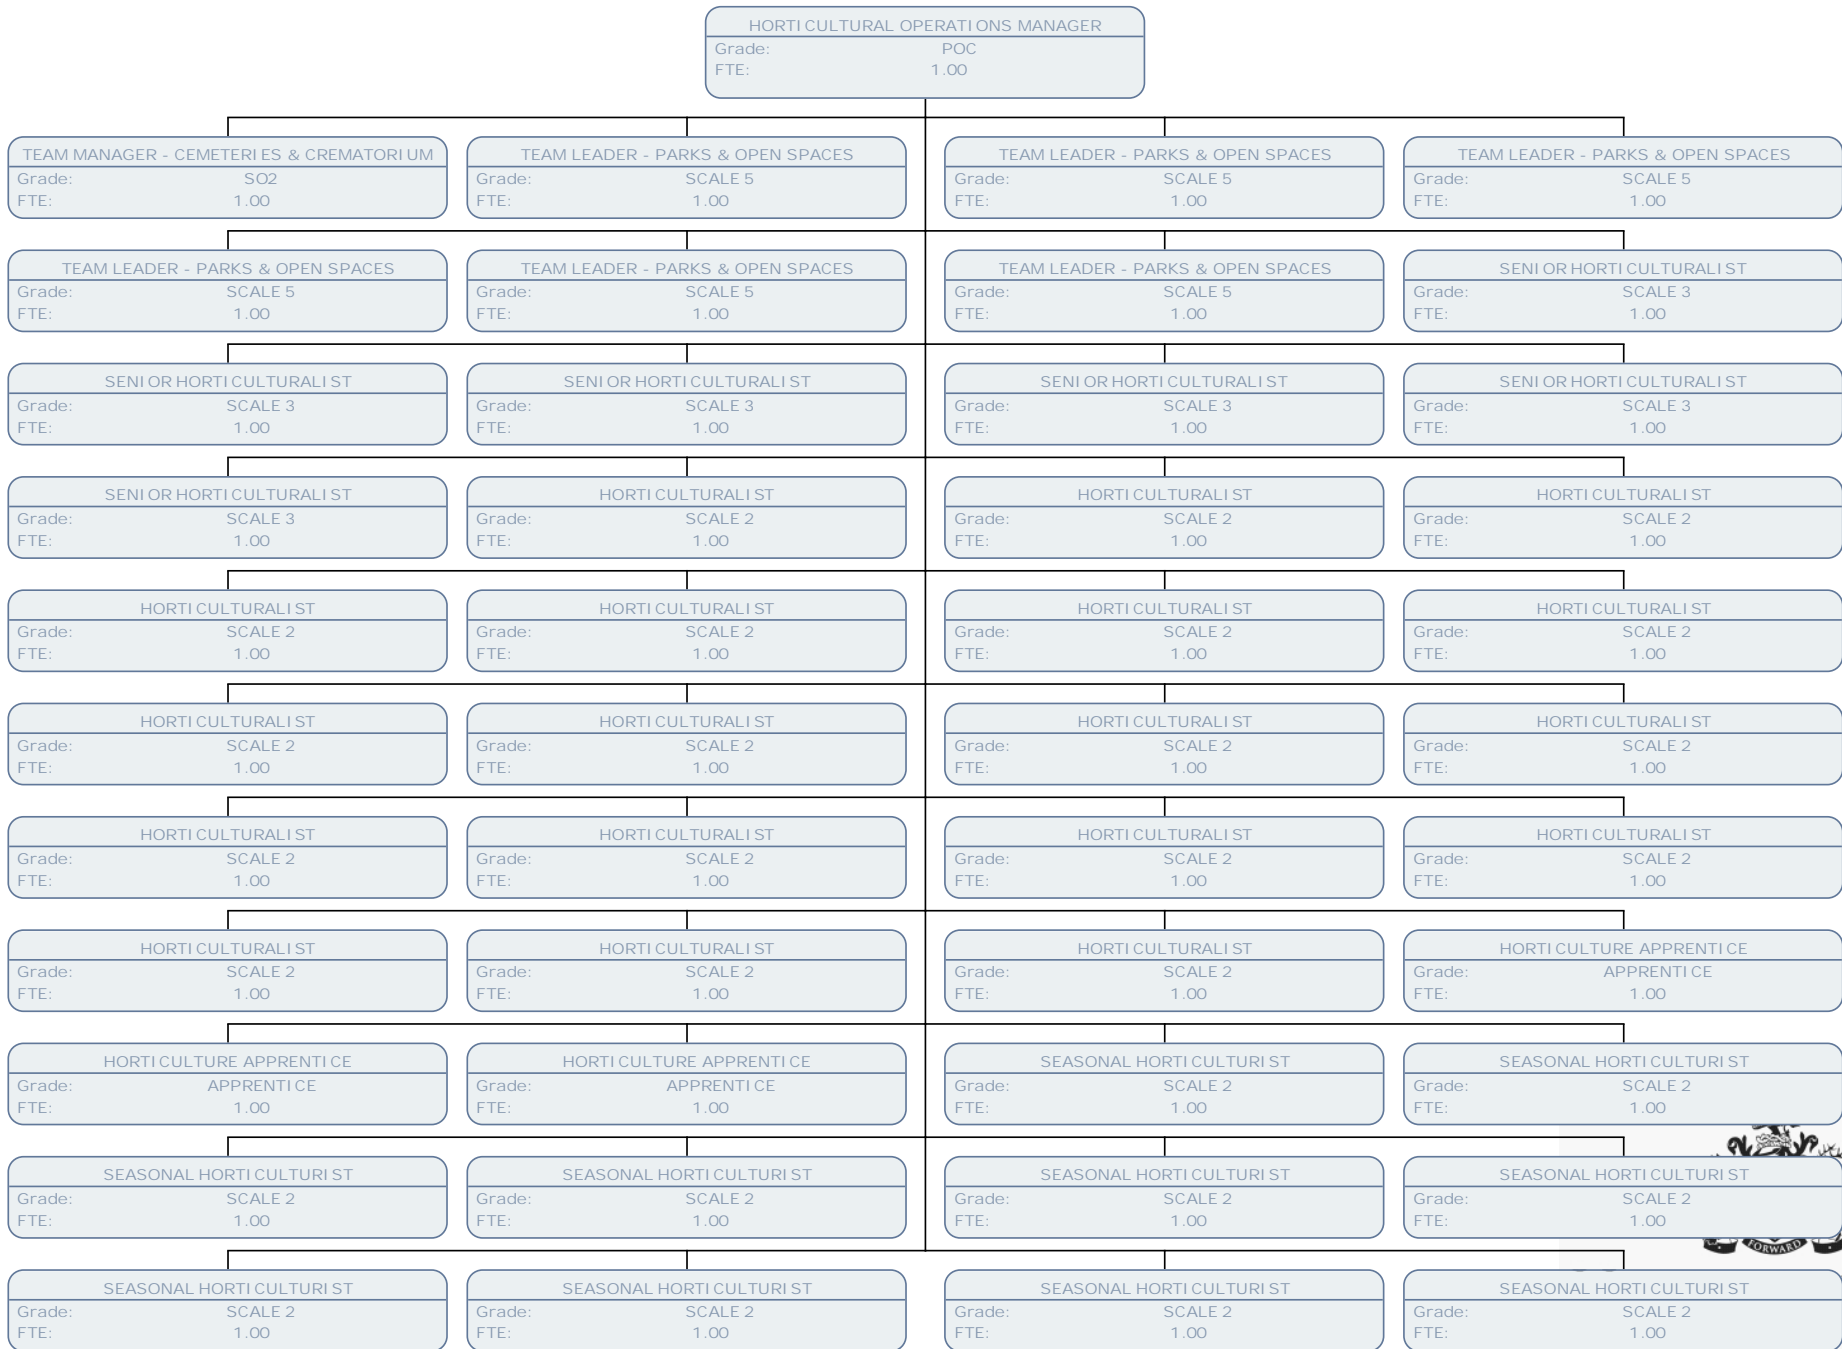 HORTICULTURAL OPERATIONS MANAGER
Grade: POC
FTE: 1.00
TEAM MANAGER - CEMETERIES & CREMATORIUM
Grade: SO2
FTE: 1.00
TEAM LEADER - PARKS & OPEN SPACES
Grade: SCALE 5
FTE: 1.00
TEAM LEADER - PARKS & OPEN SPACES
Grade: SCALE 5
FTE: 1.00
TEAM LEADER - PARKS & OPEN SPACES
Grade: SCALE 5
FTE: 1.00
TEAM LEADER - PARKS & OPEN SPACES
Grade: SCALE 5
FTE: 1.00
TEAM LEADER - PARKS & OPEN SPACES
Grade: SCALE 5
FTE: 1.00
TEAM LEADER - PARKS & OPEN SPACES
Grade: SCALE 5
FTE: 1.00
SENIOR HORTICULTURALIST
Grade: SCALE 3
FTE: 1.00
SENIOR HORTICULTURALIST
Grade: SCALE 3
FTE: 1.00
SENIOR HORTICULTURALIST
Grade: SCALE 3
FTE: 1.00
SENIOR HORTICULTURALIST
Grade: SCALE 3
FTE: 1.00
SENIOR HORTICULTURALIST
Grade: SCALE 3
FTE: 1.00
SENIOR HORTICULTURALIST
Grade: SCALE 3
FTE: 1.00
HORTICULTURALIST
Grade: SCALE 2
FTE: 1.00
HORTICULTURALIST
Grade: SCALE 2
FTE: 1.00
HORTICULTURALIST
Grade: SCALE 2
FTE: 1.00
HORTICULTURALIST
Grade: SCALE 2
FTE: 1.00
HORTICULTURALIST
Grade: SCALE 2
FTE: 1.00
HORTICULTURALIST
Grade: SCALE 2
FTE: 1.00
HORTICULTURALIST
Grade: SCALE 2
FTE: 1.00
HORTICULTURALIST
Grade: SCALE 2
FTE: 1.00
HORTICULTURALIST
Grade: SCALE 2
FTE: 1.00
HORTICULTURALIST
Grade: SCALE 2
FTE: 1.00
HORTICULTURALIST
Grade: SCALE 2
FTE: 1.00
HORTICULTURALIST
Grade: SCALE 2
FTE: 1.00
HORTICULTURALIST
Grade: SCALE 2
FTE: 1.00
HORTICULTURALIST
Grade: SCALE 2
FTE: 1.00
HORTICULTURALIST
Grade: SCALE 2
FTE: 1.00
HORTICULTURALIST
Grade: SCALE 2
FTE: 1.00
HORTICULTURALIST
Grade: SCALE 2
FTE: 1.00
HORTICULTURALIST
Grade: SCALE 2
FTE: 1.00
HORTICULTURE APPRENTICE
Grade: APPRENTICE
FTE: 1.00
HORTICULTURE APPRENTICE
Grade: APPRENTICE
FTE: 1.00
HORTICULTURE APPRENTICE
Grade: APPRENTICE
FTE: 1.00
SEASONAL HORTICULTURIST
Grade: SCALE 2
FTE: 1.00
SEASONAL HORTICULTURIST
Grade: SCALE 2
FTE: 1.00
SEASONAL HORTICULTURIST
Grade: SCALE 2
FTE: 1.00
SEASONAL HORTICULTURIST
Grade: SCALE 2
FTE: 1.00
SEASONAL HORTICULTURIST
Grade: SCALE 2
FTE: 1.00
SEASONAL HORTICULTURIST
Grade: SCALE 2
FTE: 1.00
FORWARD
SEASONAL HORTICULTURIST
Grade: SCALE 2
FTE: 1.00
SEASONAL HORTICULTURIST
Grade: SCALE 2
FTE: 1.00
SEASONAL HORTICULTURIST
Grade: SCALE 2
FTE: 1.00
SEASONAL HORTICULTURIST
Grade: SCALE 2
FTE: 1.00